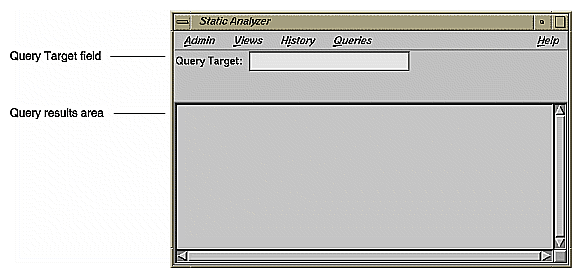 Static Analyzer
Admin Views History Queries Help
Query Target field
Query Target:
Query results area